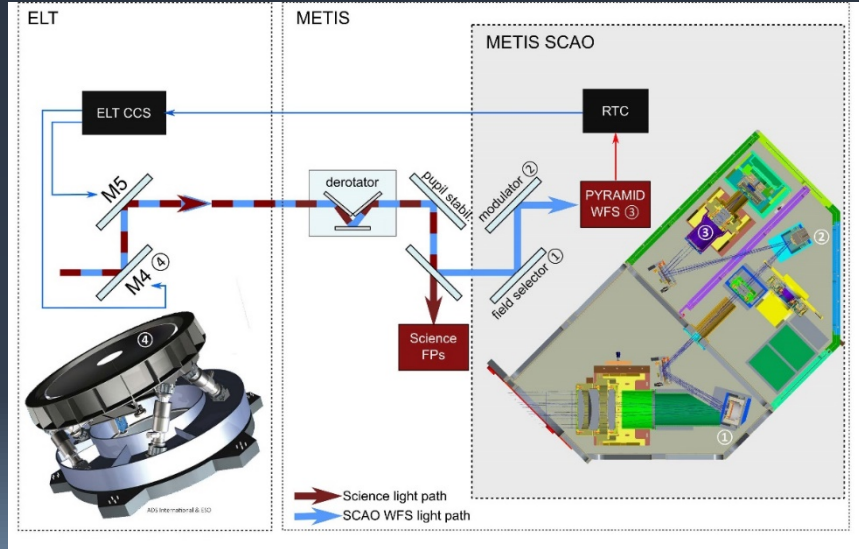 ELT
METIS
METIS SCAO
ELT CCS
RTC
M5
derotator
pupil stabil.
modulator ②
PYRAMID
WFS ③
M4 ④
field selector ①
Science
FPs
④
③
②
①
ADS International & ESO
Science light path
SCAO WFS light path